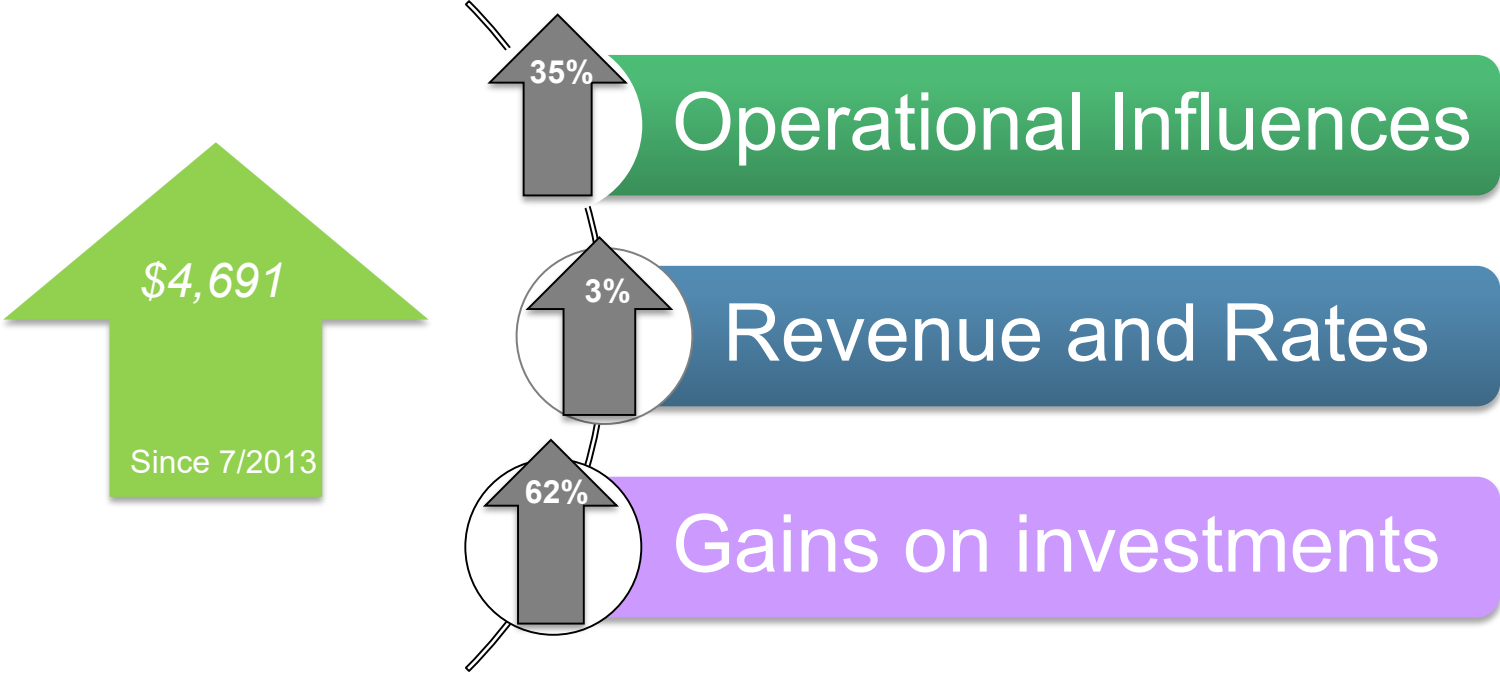 $4,691
Since 7/2013
35%
Operational Influences
3%
Revenue and Rates
62%
Gains on investments